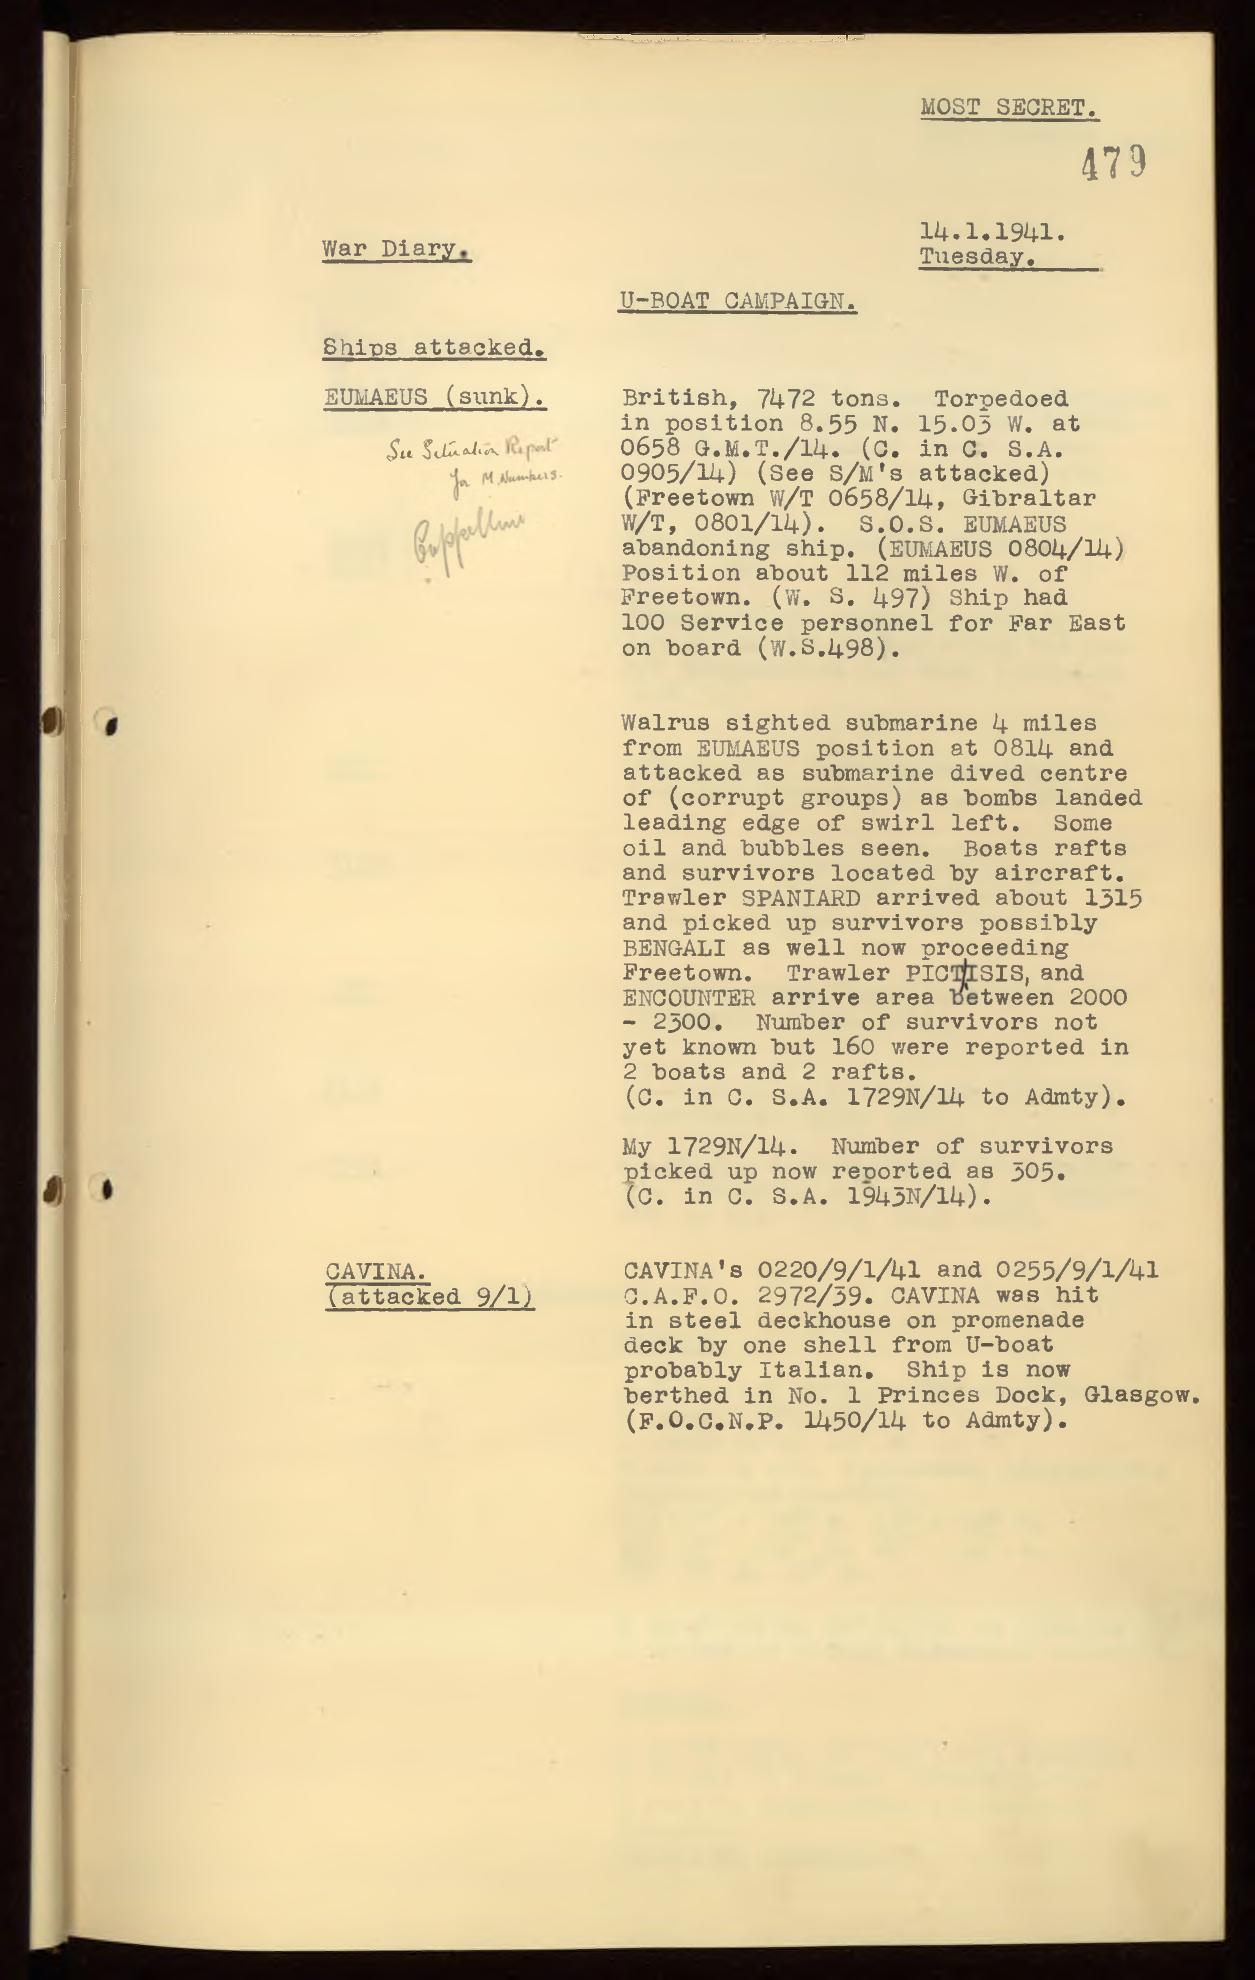 MOST SECRET.
479
14.1.1941.
War Diary.
Tuesday.
U-BOAT CAMPAIGN.
Ships attacked.
EUMAEUS (sunk).
See Situation Report
for M Numbers.
Cappellini
British, 7472 tons. Torpedoed
in position 8.55 N. 15.03 W. at
0658 G.M.T./14. (C. in C. S.A.
0905/14) (See S/M's attacked)
(Freetown W/T 0658/14, Gibraltar
W/T, 0801/14). S.O.S. EUMAEUS
abandoning ship. (EUMAEUS 0804/14)
Position about 112 miles W. of
Freetown. (W. S. 497) Ship had
100 Service personnel for Far East
on board (W.S.498).
Walrus sighted submarine 4 miles
from EUMAEUS position at 0814 and
attacked as submarine dived centre
of (corrupt groups) as bombs landed
leading edge of swirl left. Some
oil and bubbles seen. Boats rafts
and survivors located by aircraft.
Trawler SPANIARD arrived about 1315
and picked up survivors possibly
BENGALI as well now proceeding
Freetown. Trawler PICTISIS, and
ENCOUNTER arrive area between 2000
- 2300. Number of survivors not
yet known but 160 were reported in
2 boats and 2 rafts.
(C. in C. S.A. 1729N/14 to Admty).
My 1729N/14. Number of survivors
picked up now reported as 305.
(C. in C. S.A. 1943N/14).
CAVINA.
(attacked 9/1)
CAVINA's 0220/9/1/41 and 0255/9/1/41
C.A.F.O. 2972/39. CAVINA was hit
in steel deckhouse on promenade
deck by one shell from U-boat
probably Italian. Ship is now
berthed in No. 1 Princes Dock, Glasgow.
(F.O.C.N.P. 1450/14 to Admty).